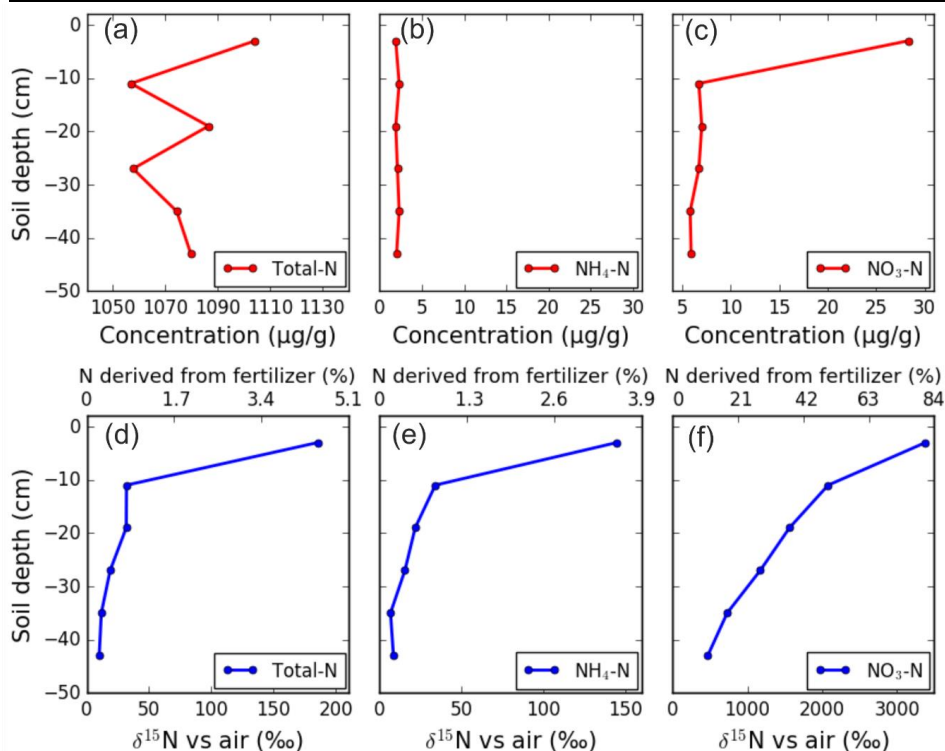 (a) (b) (c)
Soil depth (cm)
0
−10
−20
−30
−40
−50
Total-N
NH₄-N
NO₃-N
1050 1070 1090 1110 1130
0 5 10 15 20 25 30
5 10 15 20 25 30
Concentration (μg/g) Concentration (μg/g) Concentration (μg/g)
N derived from fertilizer (%) N derived from fertilizer (%) N derived from fertilizer (%)
0 1.7 3.4 5.1
0 1.3 2.6 3.9
0 21 42 63 84
(d) (e) (f)
Soil depth (cm)
0
−10
−20
−30
−40
−50
Total-N
NH₄-N
NO₃-N
0 50 100 150 200
0 50 100 150
0 1000 2000 3000
δ¹⁵N vs air (‰) δ¹⁵N vs air (‰) δ¹⁵N vs air (‰)